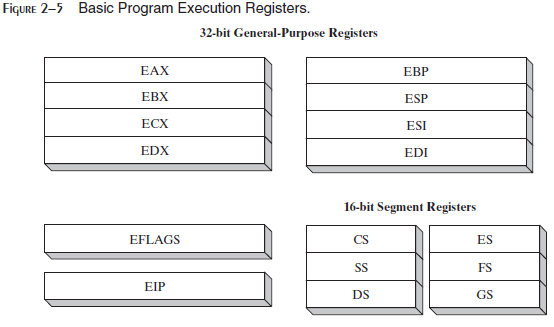 FIGURE 2–5 Basic Program Execution Registers.
32-bit General-Purpose Registers
EAX
EBX
ECX
EDX
EBP
ESP
ESI
EDI
16-bit Segment Registers
EFLAGS
EIP
CS
SS
DS
ES
FS
GS